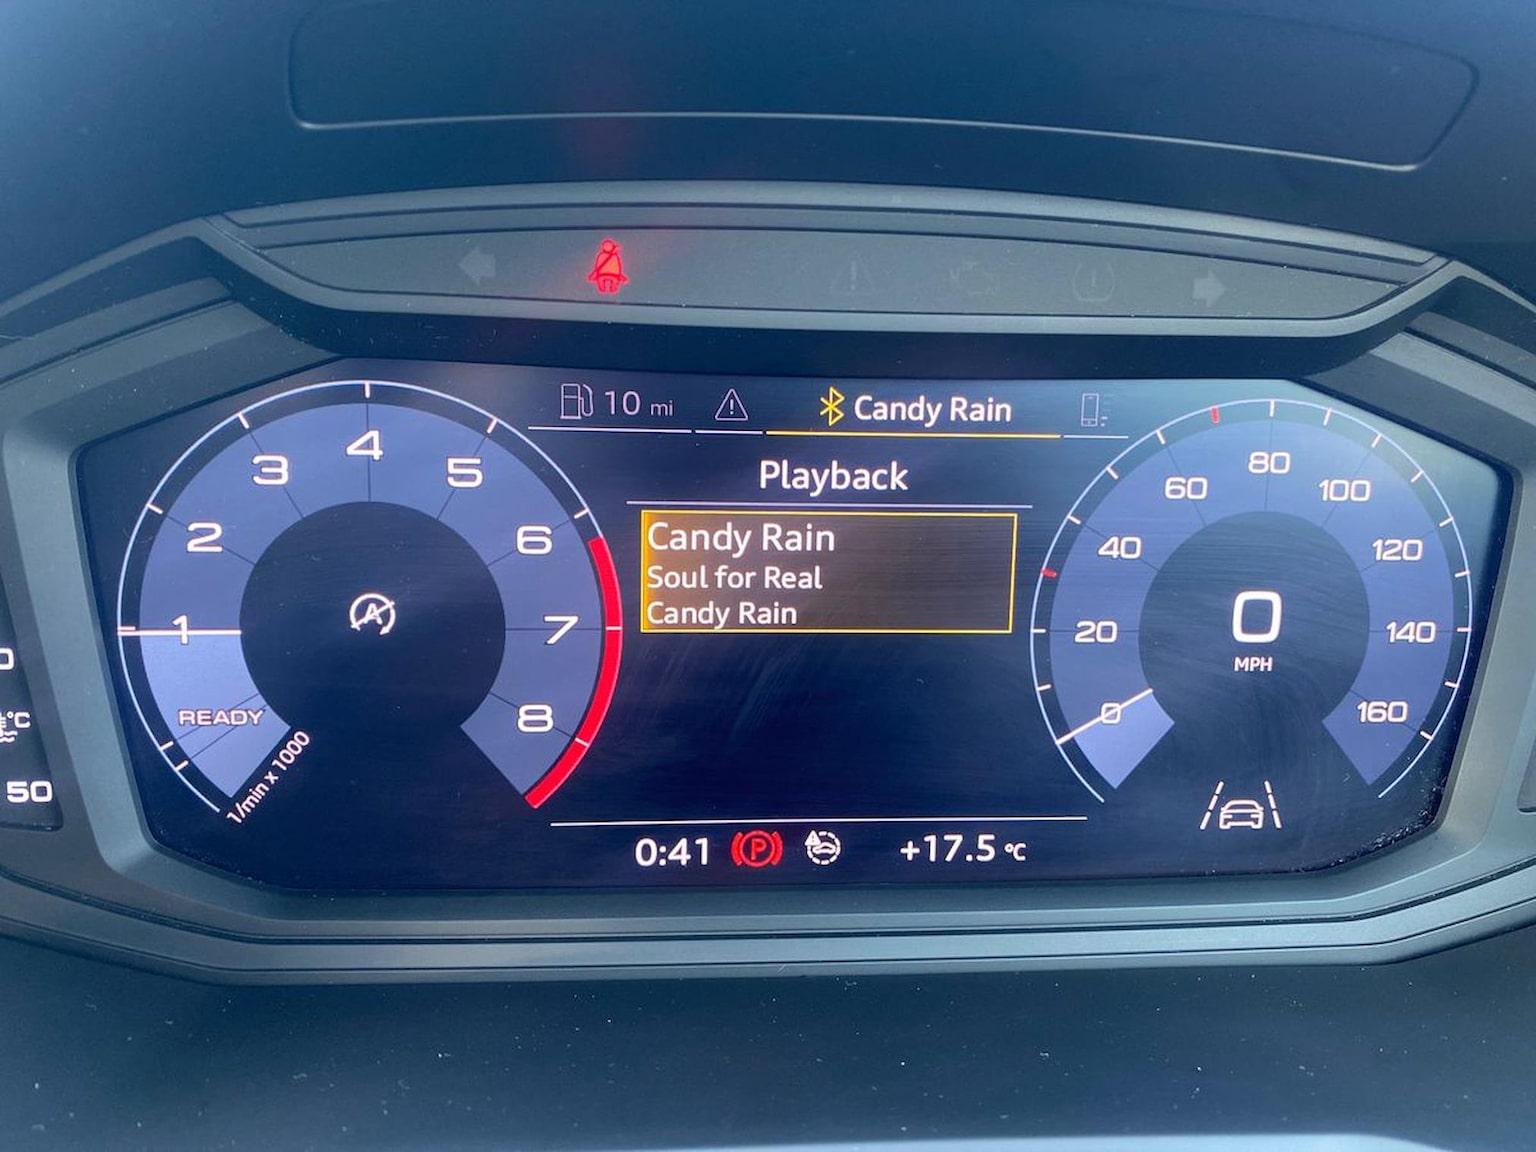 10 mi
Candy Rain
Playback
Candy Rain
Soul for Real
Candy Rain
1 2 3 4 5 6 7 8
READY
1/min x 1000
A
0 20 40 60 80 100 120 140 160
0
MPH
0:41 P +17.5 °C
0
°C
50